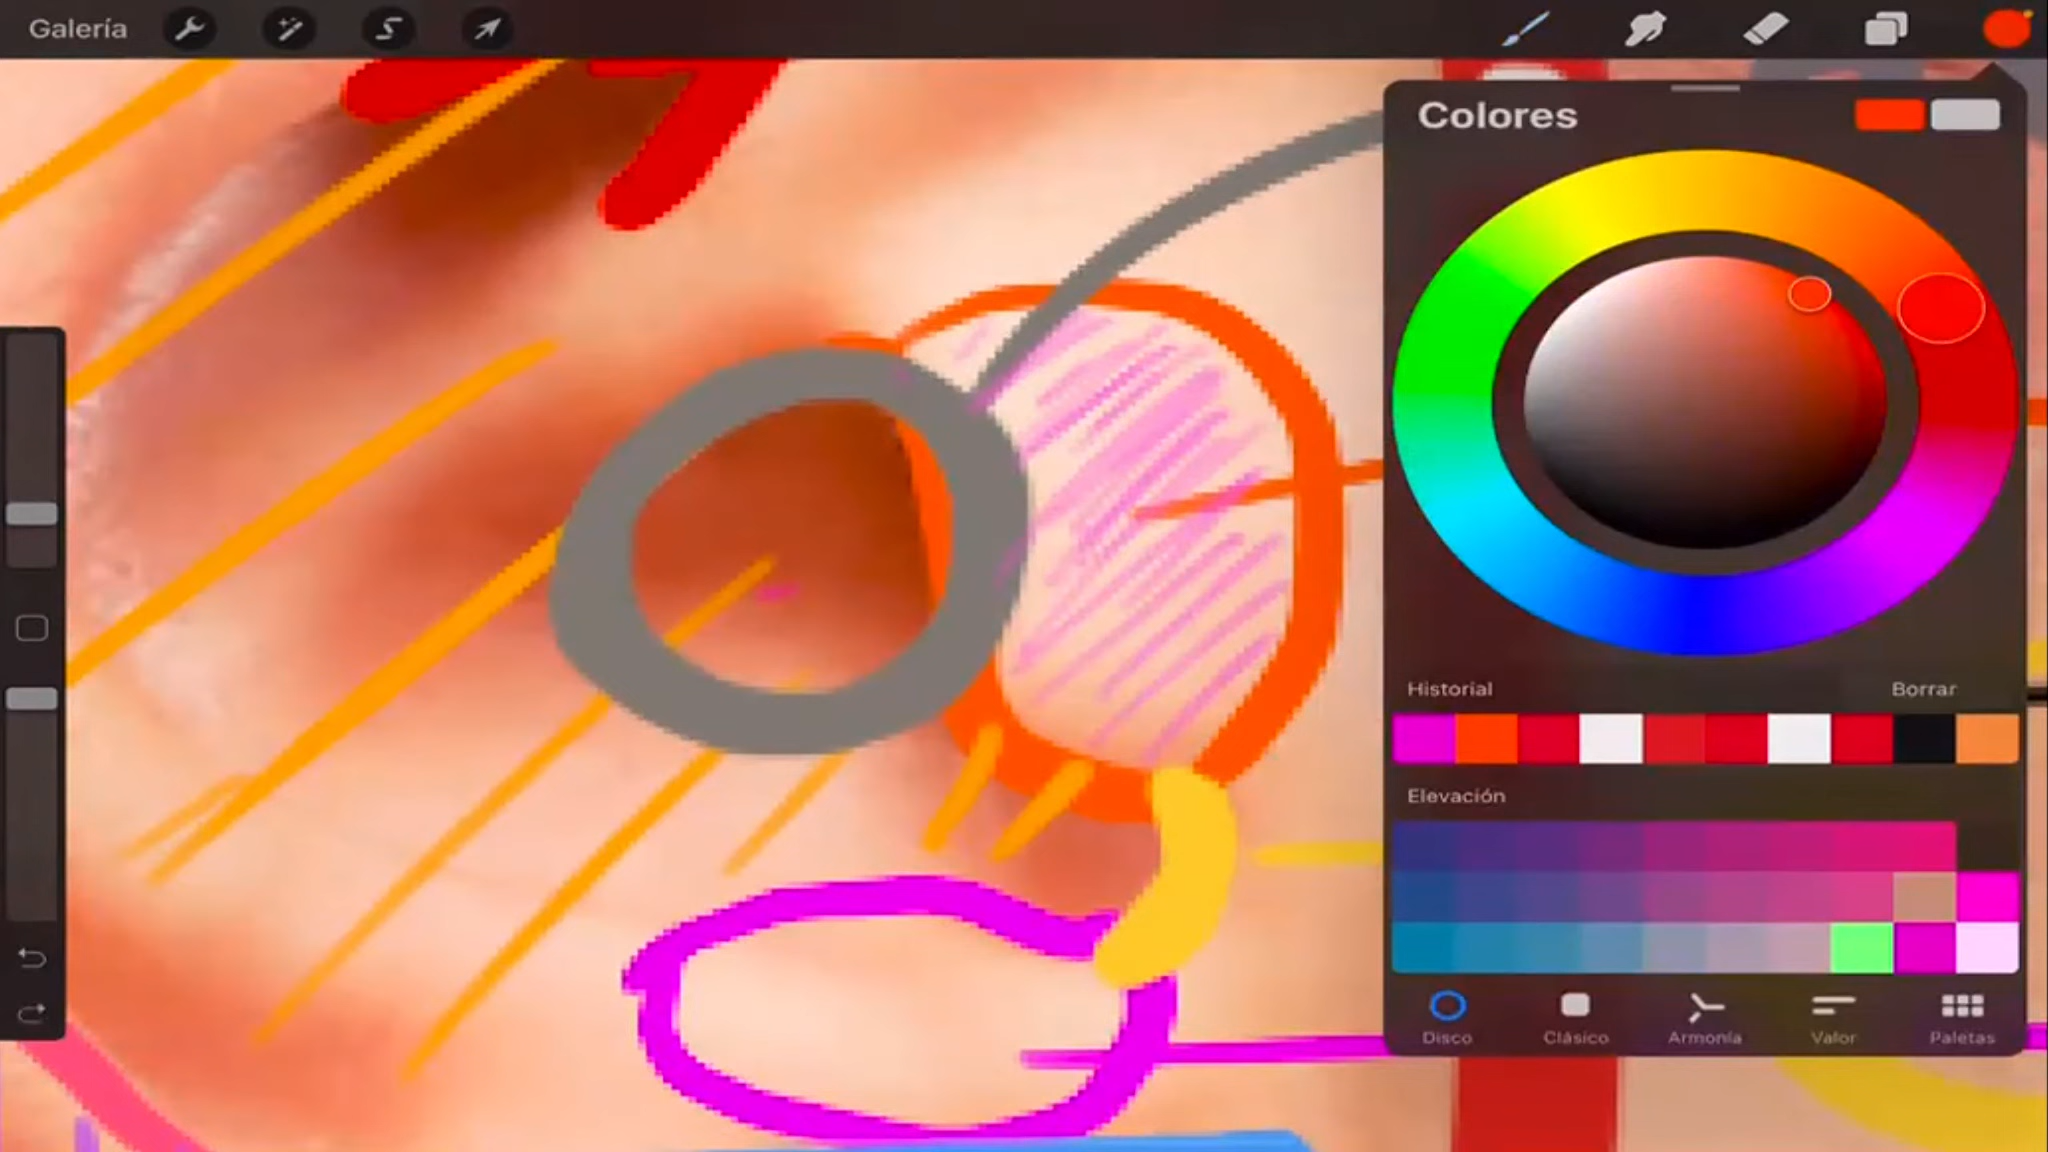 Galería
Colores
Historial
Borrar
Elevación
Disco
Clásico
Armonía
Valor
Paletas